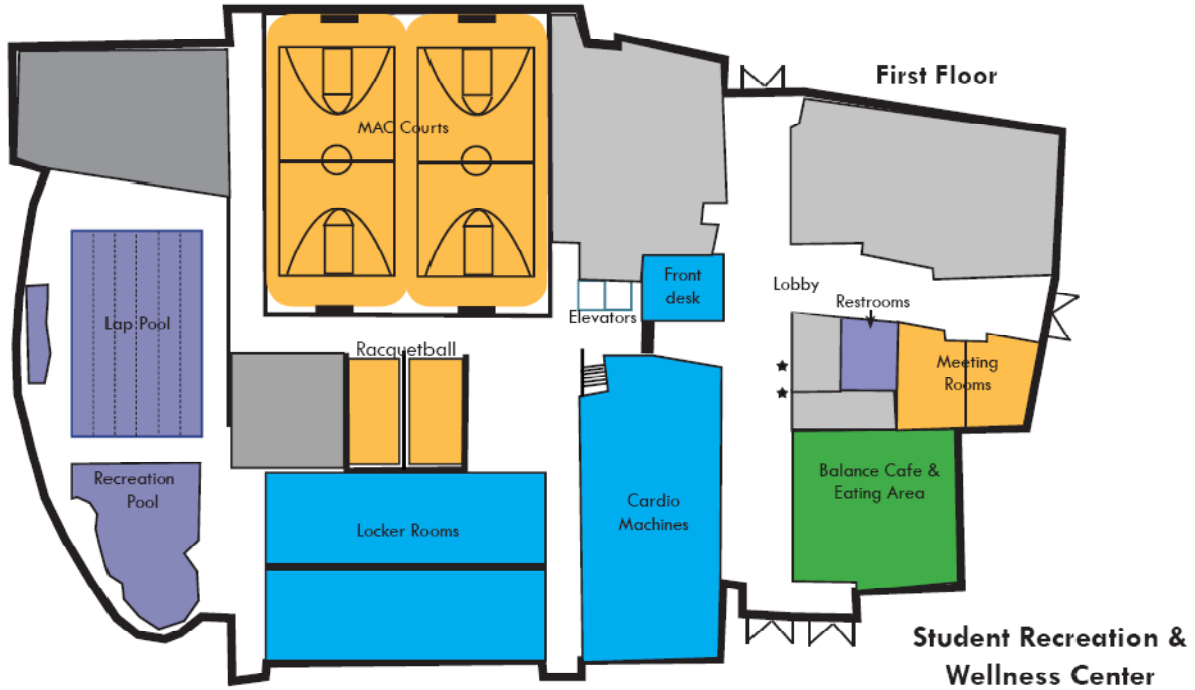 First Floor
MAC Courts
Front
desk
Lobby
Restrooms
Elevators
Lap Pool
Racquetball
Meeting
Rooms
Recreation
Pool
Balance Cafe &
Eating Area
Cardio
Machines
Locker Rooms
Student Recreation &
Wellness Center